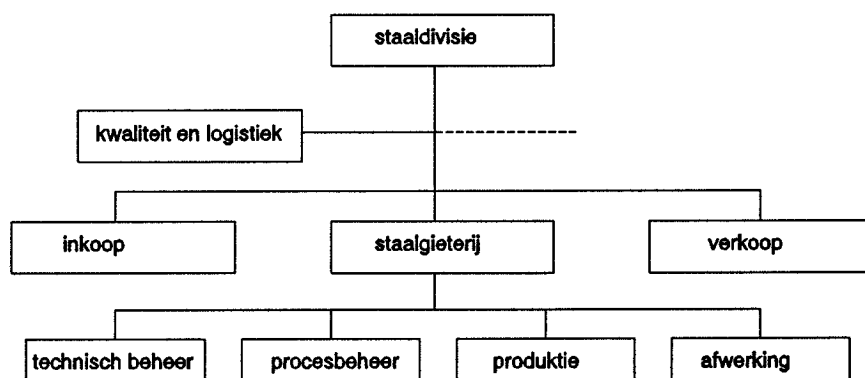 staaldivisie
kwaliteit en logistiek
inkoop
staalgieterij
verkoop
technisch beheer
procesbeheer
produktie
afwerking